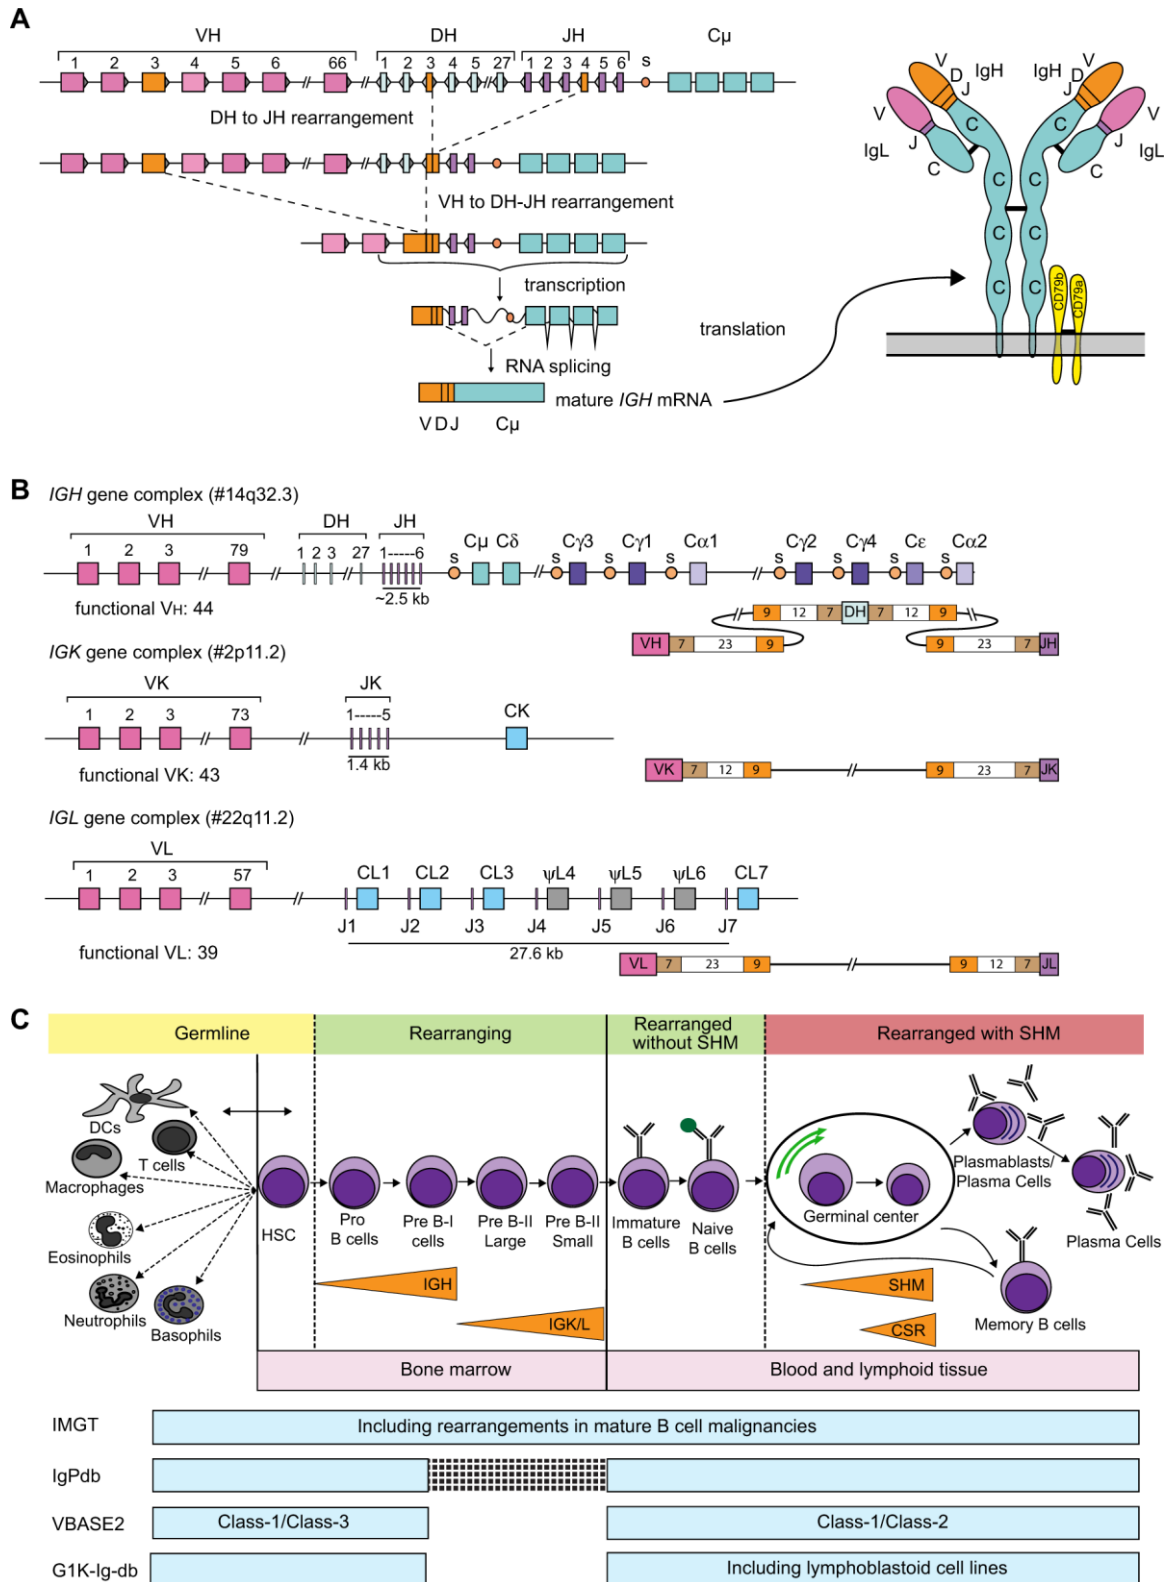 A
VH DH JH Cμ
1 2 3 4 5 6 66 1 2 3 4 5 27 1 2 3 4 5 6 S
DH to JH rearrangement
VH to DH-JH rearrangement
transcription
RNA splicing
mature IGH mRNA
V D J Cμ
translation
V D J IgH IgH D J V
V J IgL C C C C V J IgL
C C
C C
C C
CD79b CD79a
B
IGH gene complex (#14q32.3)
VH DH JH
1 2 3 79 1 2 3 27 1-----6 S Cμ Cδ S Cγ3 S Cγ1 S Cα1 S Cγ2 S Cγ4 S Cε S Cα2
~2.5 kb
functional VH: 44
9 12 7 DH 7 12 9
VH 7 23 9 9 23 7 JH
IGK gene complex (#2p11.2)
VK JK
1 2 3 73 1-----5 CK
1.4 kb
functional VK: 43
VK 7 12 9 9 23 7 JK
IGL gene complex (#22q11.2)
VL
1 2 3 57 CL1 CL2 CL3 ψL4 ψL5 ψL6 CL7
J1 J2 J3 J4 J5 J6 J7
27.6 kb
functional VL: 39
VL 7 23 9 9 12 7 JL
C
Germline
Rearranging
Rearranged
without SHM
Rearranged with SHM
DCs
T cells
Macrophages
Eosinophils
Neutrophils
Basophils
HSC
Pro
B cells
Pre B-I
cells
Pre B-II
Large
Pre B-II
Small
Immature
B cells
Naive
B cells
Germinal center
Plasmablasts/
Plasma Cells
Plasma Cells
Memory B cells
IGH
IGK/L
SHM
CSR
Bone marrow
Blood and lymphoid tissue
IMGT
Including rearrangements in mature B cell malignancies
IgPdb
VBASE2
Class-1/Class-3
Class-1/Class-2
G1K-Ig-db
Including lymphoblastoid cell lines